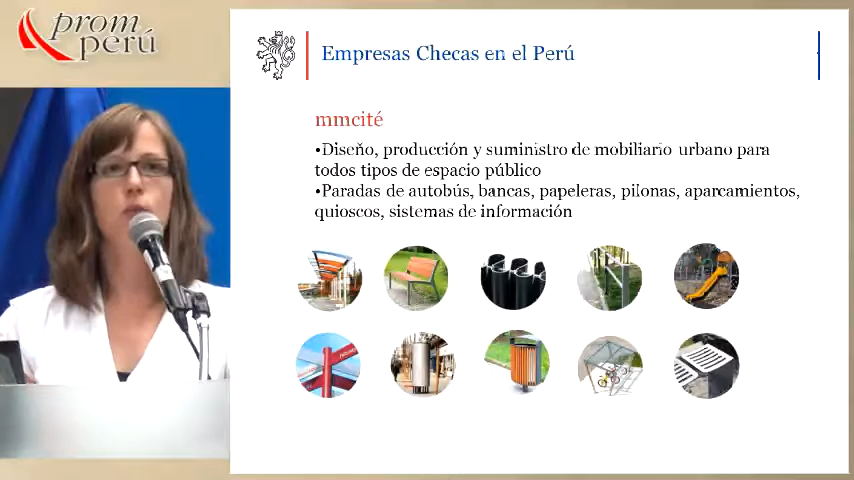 prom
perú
Empresas Checas en el Perú
mmcité
•Diseño, producción y suministro de mobiliario urbano para
todos tipos de espacio público
•Paradas de autobús, bancas, papeleras, pilonas, aparcamientos,
quioscos, sistemas de información